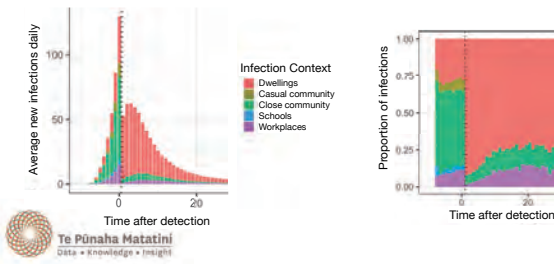 Average new infections daily
100
50
0
0
20
Time after detection
Infection Context
Dwellings
Casual community
Close community
Schools
Workplaces
Proportion of infections
1.00
0.75
0.50
0.25
0.00
0
20
Time after detection
Te Pūnaha Matatini
Data • Knowledge • Insight